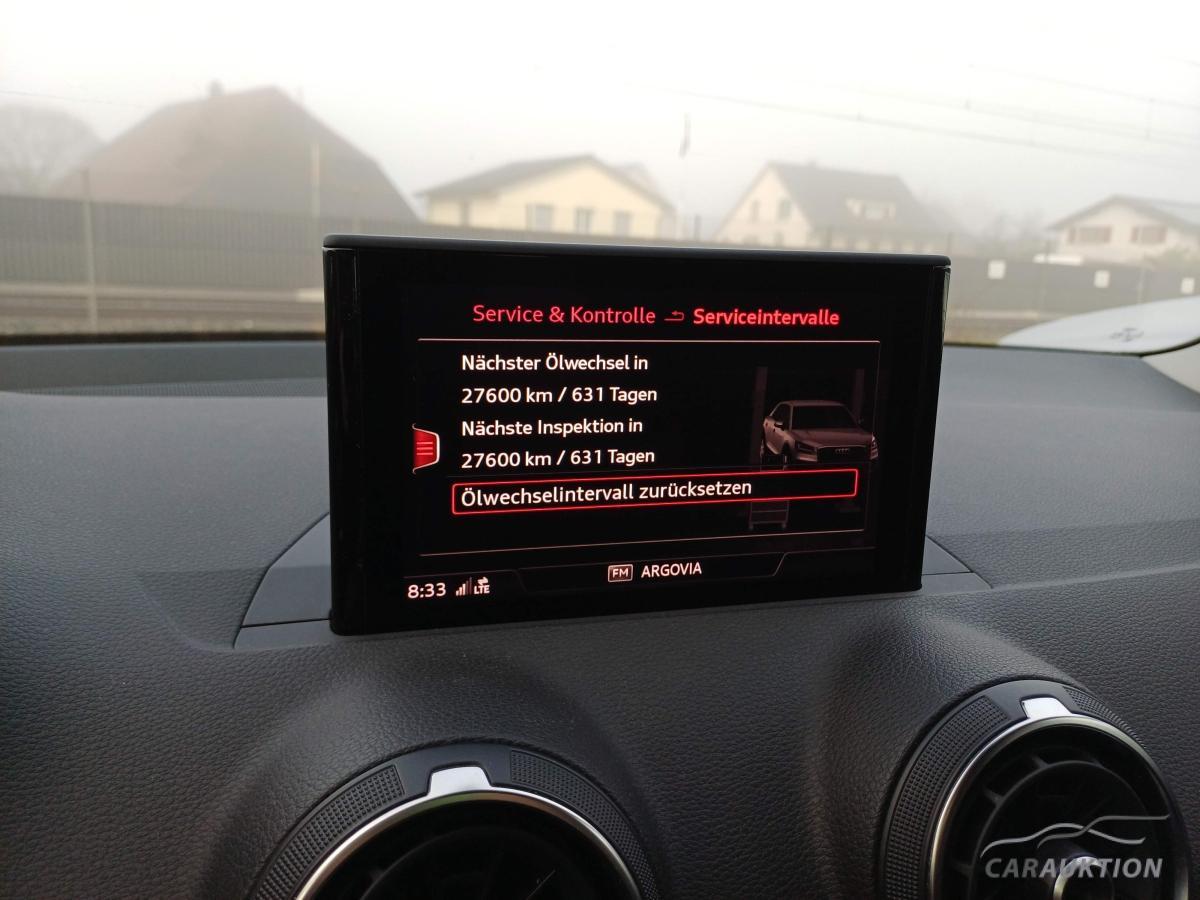 Service & Kontrolle Serviceintervalle
Nächster Ölwechsel in
27600 km / 631 Tagen
Nächste Inspektion in
27600 km / 631 Tagen
Ölwechselintervall zurücksetzen
FM ARGOVIA
8:33 LTE
CARAUKTION